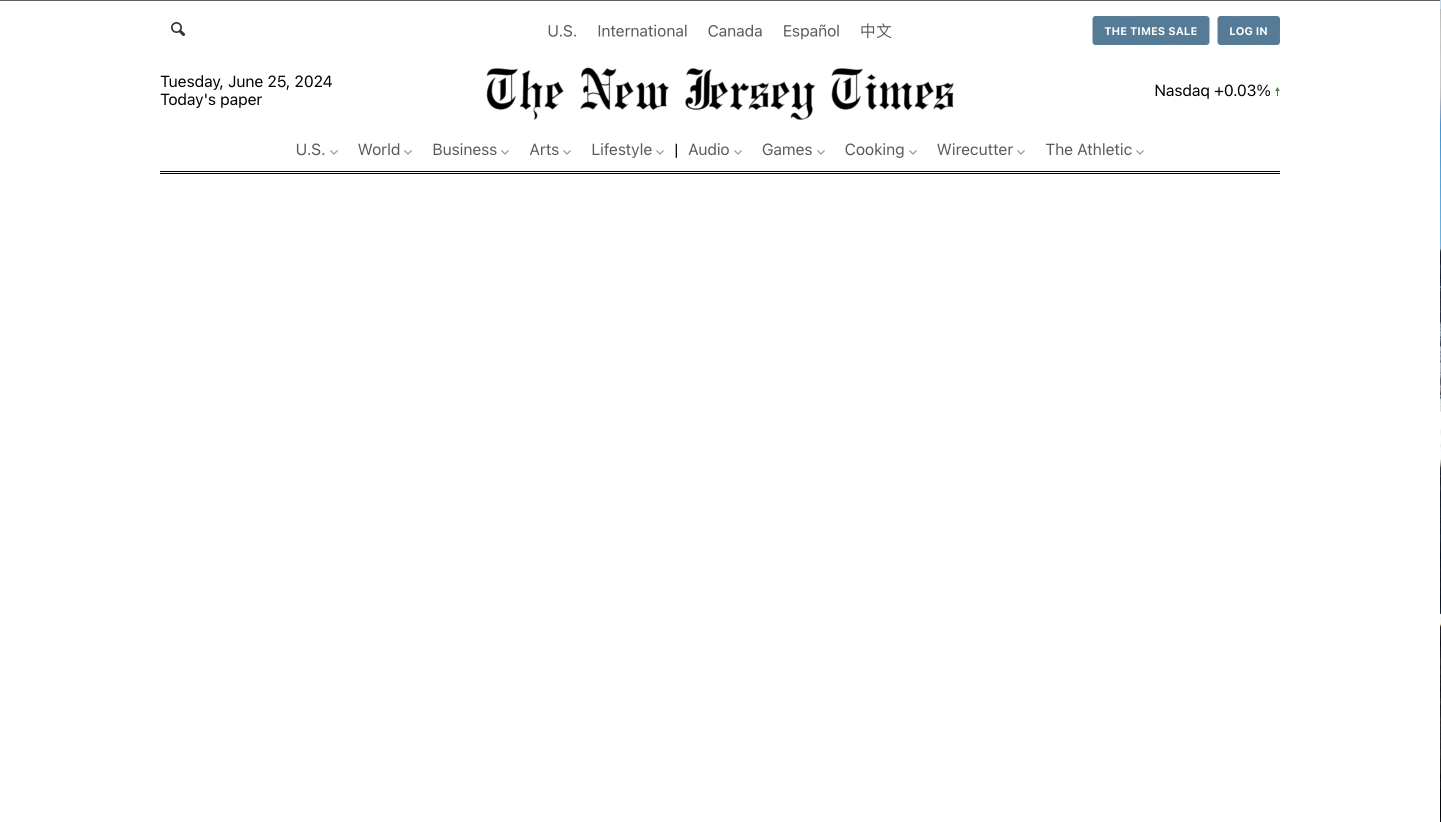 U.S. International Canada Español 中文
THE TIMES SALE LOG IN
Tuesday, June 25, 2024
Today's paper
The New Jersey Times
Nasdaq +0.03%
U.S. World Business Arts Lifestyle | Audio Games Cooking Wirecutter The Athletic